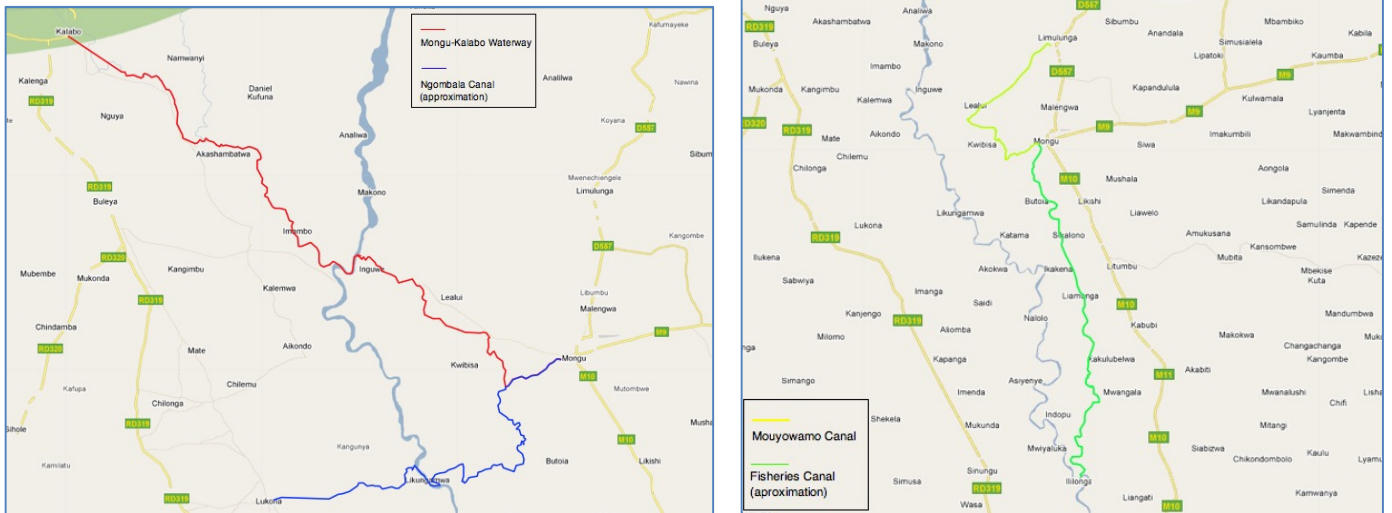 Kalabo
Kafumayeke
Mongu-Kalabo Waterway
Namwanyi
Kalenga
Analilwa
Nawina
Daniel
Kufuna
Ngombala Canal
(approximation)
RD319
Nguya
Koyana
D557
Analiwa
Akashambatwa
Sibum
Mwenechiengele
RD319
Makono
Limulunga
Buleya
Imambo
Kangombe
D557
RD320
Mubembe
Mukonda
Kangimbu
Inguwe
Kalemwa
Lealui
Libumbu
RD319
Malengwa
Chindamba
M9
RD320
Mate
Aikondo
Kwibisa
Mongu
M10
Kafupa
Chilemu
Mutombwe
Chilonga
Sihole
RD319
Musha
Kangunya
M10
Kamilatu
Butoia
Likishi
Likungamwa
RD319
Lukona
Nguya
Analiwa
D557
RD319
Akashambatwa
Sibumbu
Mbambiko
Buleya
Makono
Limulunga
Anandala
Kabila
Simusialela
Lipatoki
Kaumba
Imambo
D557
M9
Mukonda
Kangimbu
Inguwe
Kapandulula
Kalemwa
Lealui
Malengwa
Kulwamala
M9
Lyanjenta
RD320
RD319
Mate
Aikondo
M9
Imakumbili
Makwambind
Kwibisa
Mongu
Siwa
Chilemu
Chilonga
M10
Mushala
Aongola
Simenda
Butoia
Likishi
Likandapula
Likungamwa
Liawelo
Lukona
Samulinda
Kapende
RD319
Katama
Sikalono
Amukusana
Kansombwe
Ilukena
Mubita
Kazeze
Akokwa
Ikakena
Litumbu
Mbekise
Kuta
Sabwiya
Imanga
Saidi
Liamanga
M10
Kanjengo
Nalolo
Mandumbwa
RD319
Kabubi
Milomo
Aliomba
Makokwa
nga
Changachanga
Kapanga
Kakulubelwa
Kangombe
Asiyenye
M11
Akabiti
Simango
Imenda
Mwangala
Mwanalushi
Lisha
Chifi
Mouyowamo Canal
Shekela
Mukunda
Indopu
Mitangi
M10
Mwiyaluka
Siabizwa
Kaulu
Chikondombolo
Lyamu
Fisheries Canal
(aproximation)
Simusa
Sinungu
RD319
Ililonga
Kamwanya
Wasa
Liangati
M10